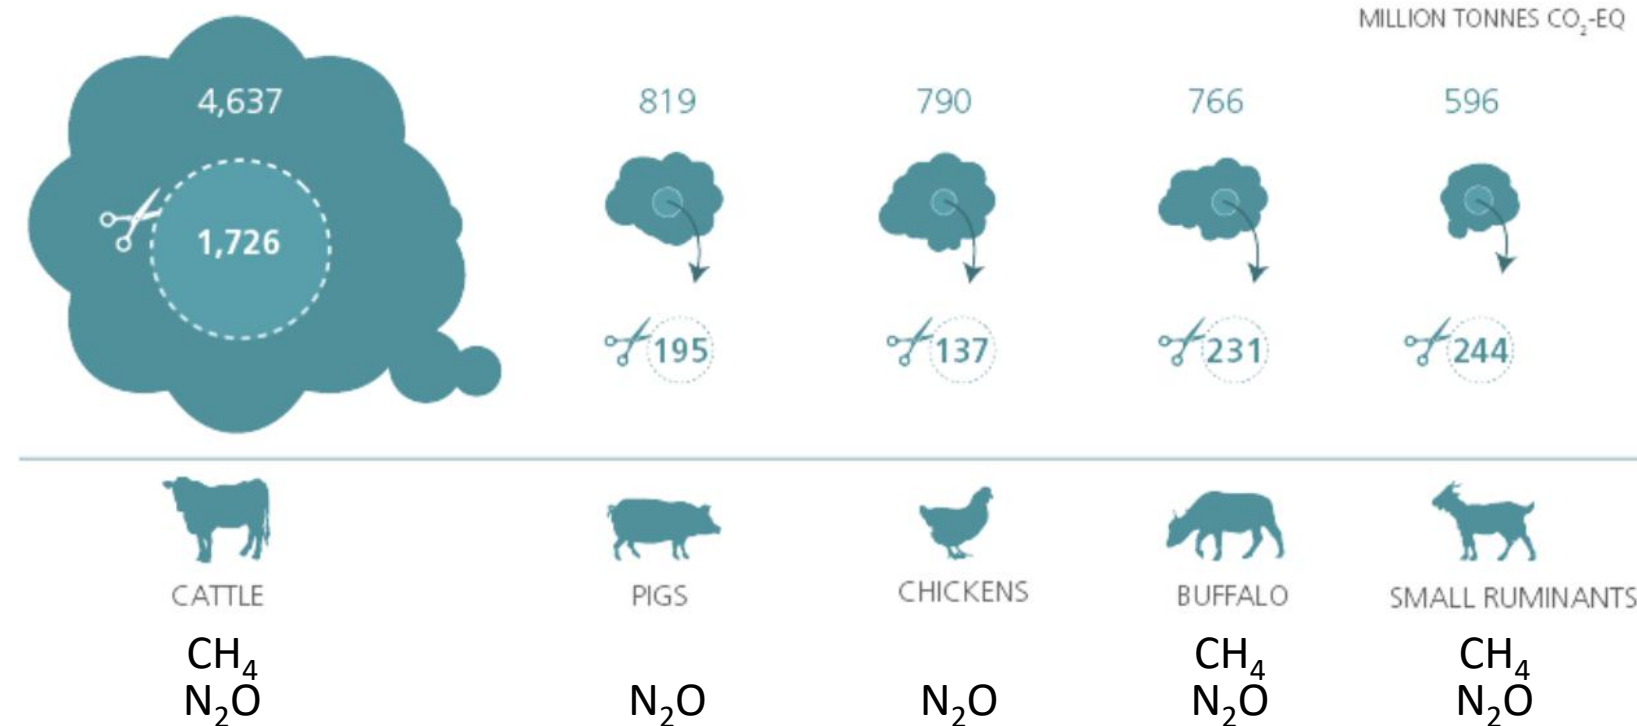 MILLION TONNES CO₂-EQ
4,637
819
790
766
596
1,726
195
137
231
244
CATTLE
PIGS
CHICKENS
BUFFALO
SMALL RUMINANTS
CH₄
CH₄
CH₄
N₂O
N₂O
N₂O
N₂O
N₂O